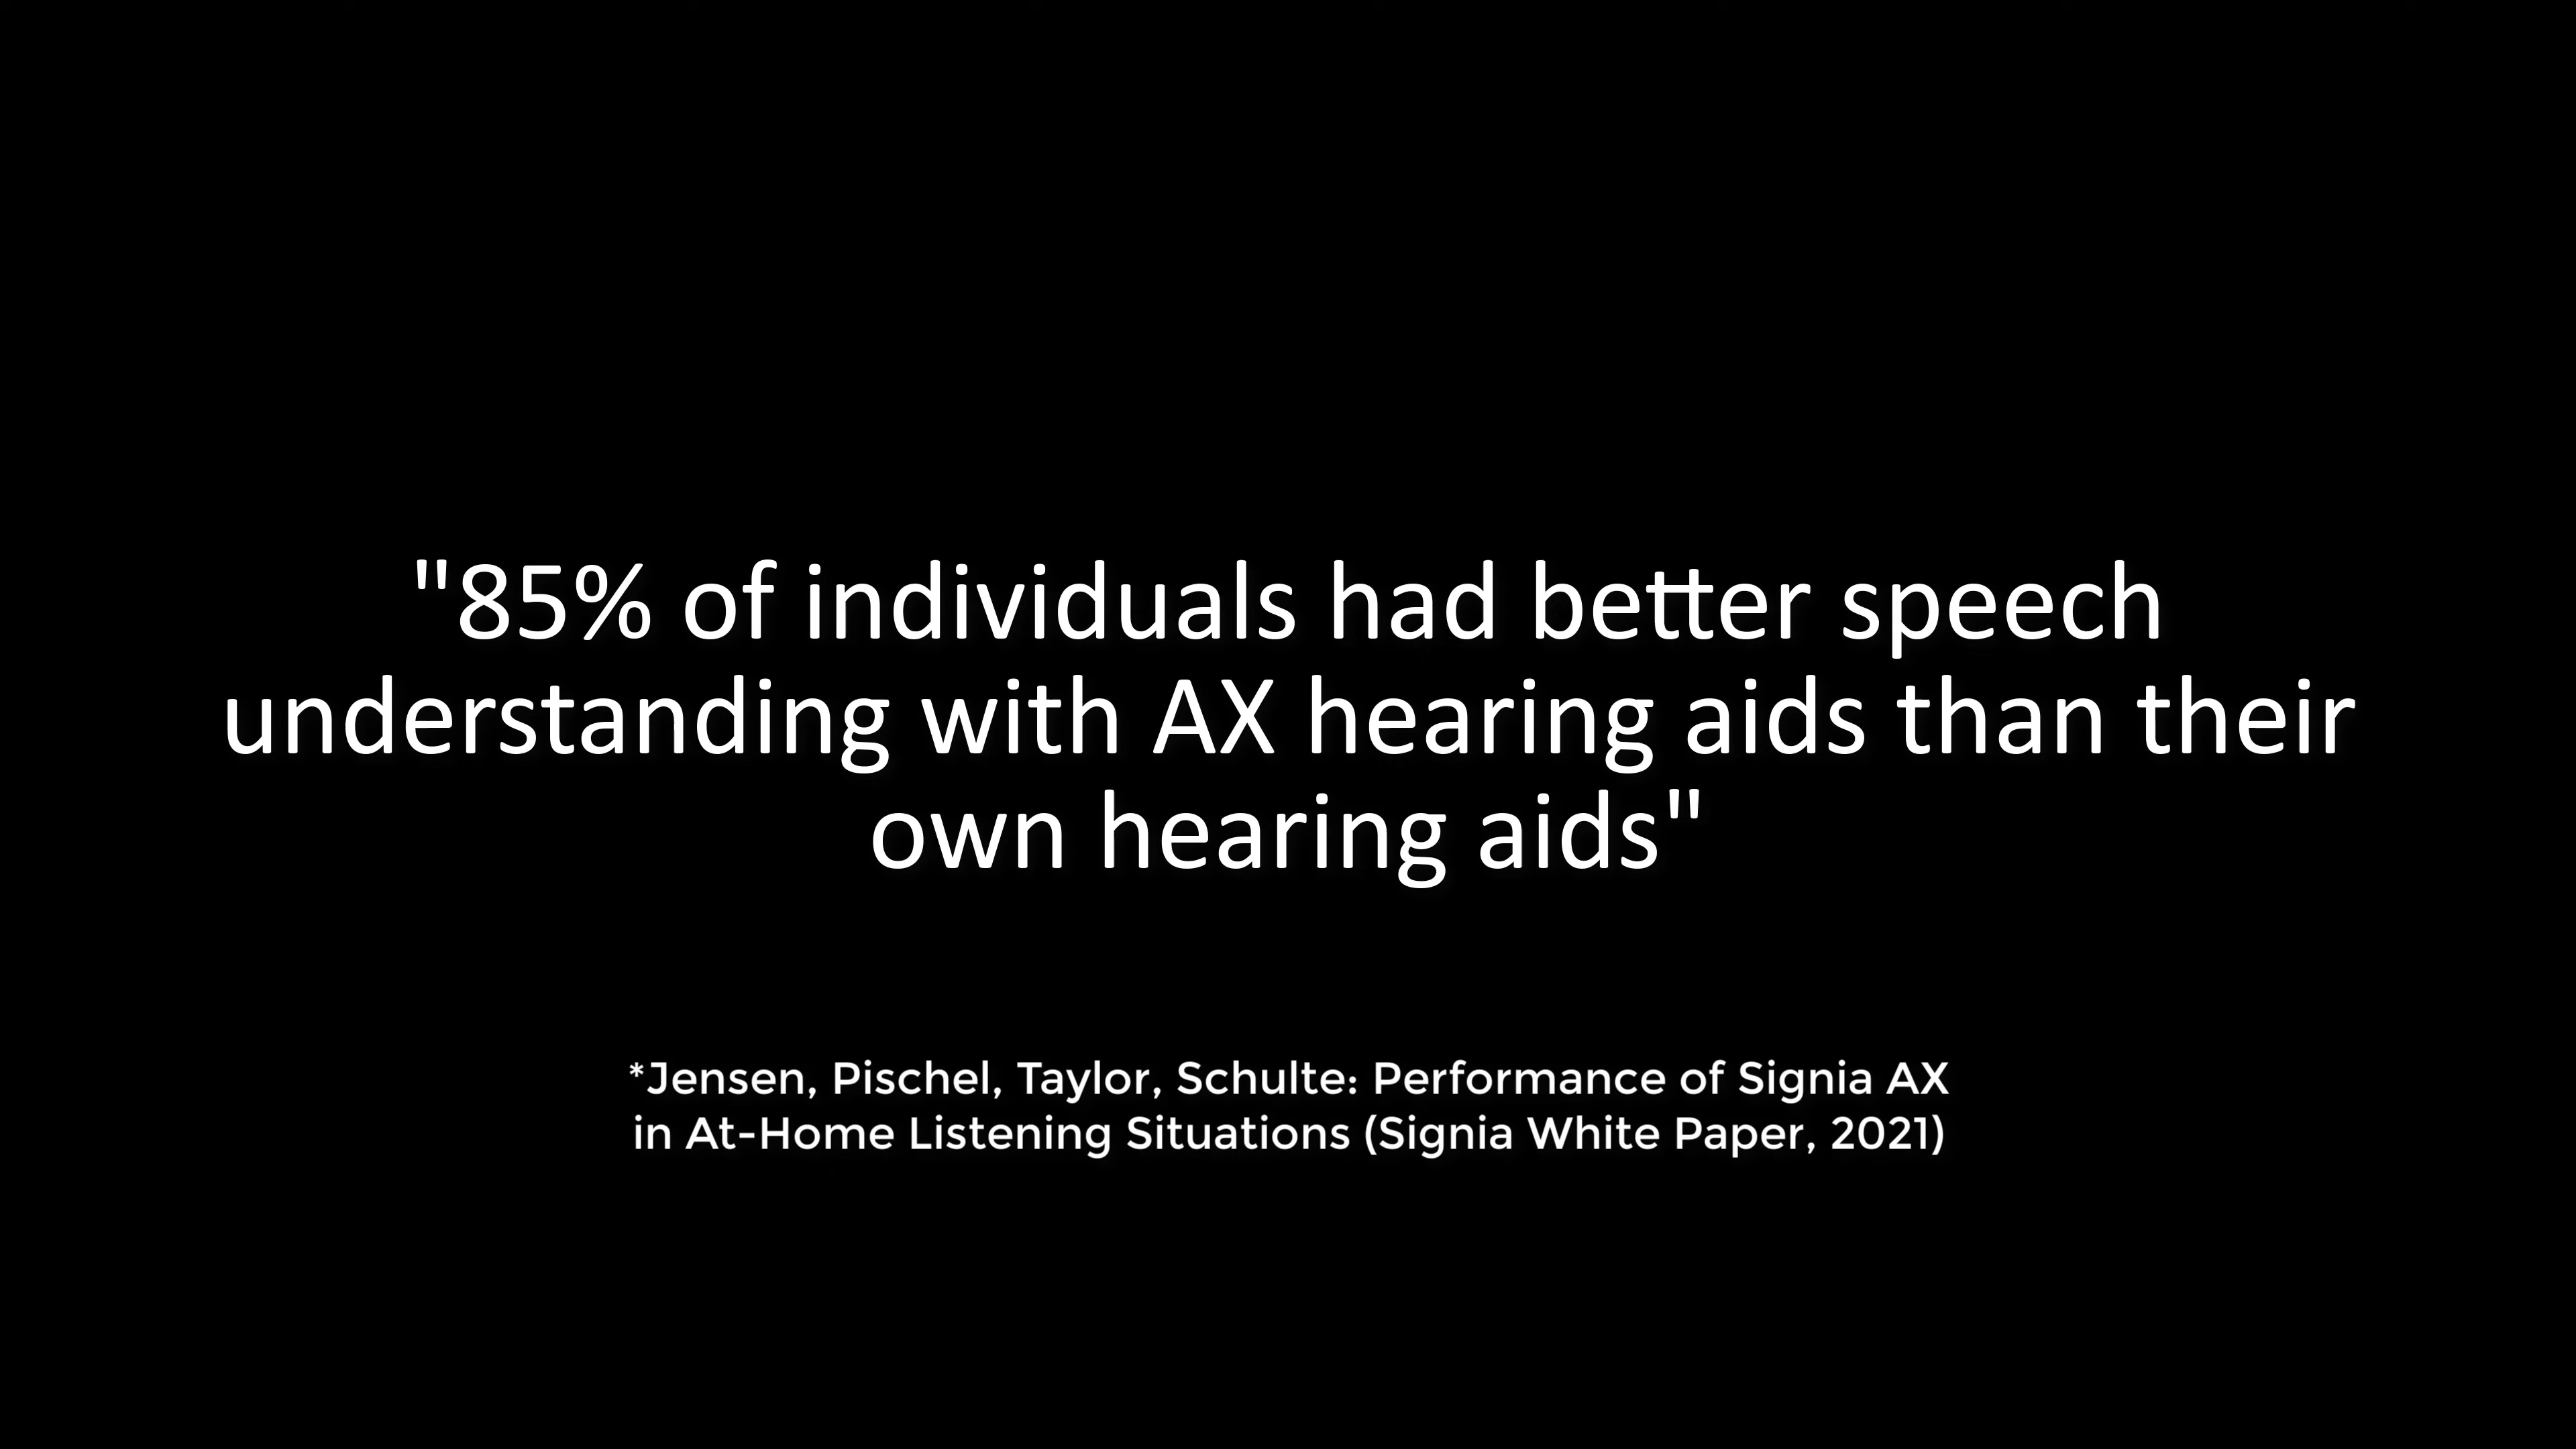 "85% of individuals had better speech
understanding with AX hearing aids than their
own hearing aids"
*Jensen, Pischel, Taylor, Schulte: Performance of Signia AX
in At-Home Listening Situations (Signia White Paper, 2021)